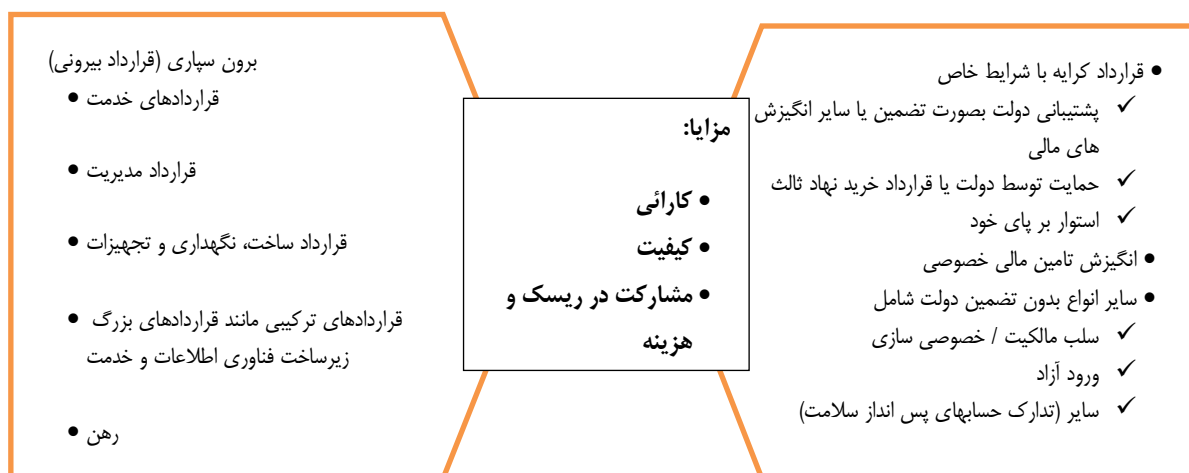 • قرارداد کرایه با شرایط خاص
✓ پشتیبانی دولت بصورت تضمین یا سایر انگیزش
های مالی
✓ حمایت توسط دولت یا قرارداد خرید نهاد ثالث
✓ استوار بر پای خود
• انگیزش تامین مالی خصوصی
• سایر انواع بدون تضمین دولت شامل
✓ سلب مالکیت / خصوصی سازی
✓ ورود آزاد
✓ سایر (تدارک حسابهای پس انداز سلامت)
مزایا:
• کارائی
• کیفیت
• مشارکت در ریسک و
هزینه
برون سپاری (قرارداد بیرونی)
قراردادهای خدمت •
قرارداد مدیریت •
قرارداد ساخت، نگهداری و تجهیزات •
قراردادهای ترکیبی مانند قراردادهای بزرگ •
زیرساخت فناوری اطلاعات و خدمت
رهن •